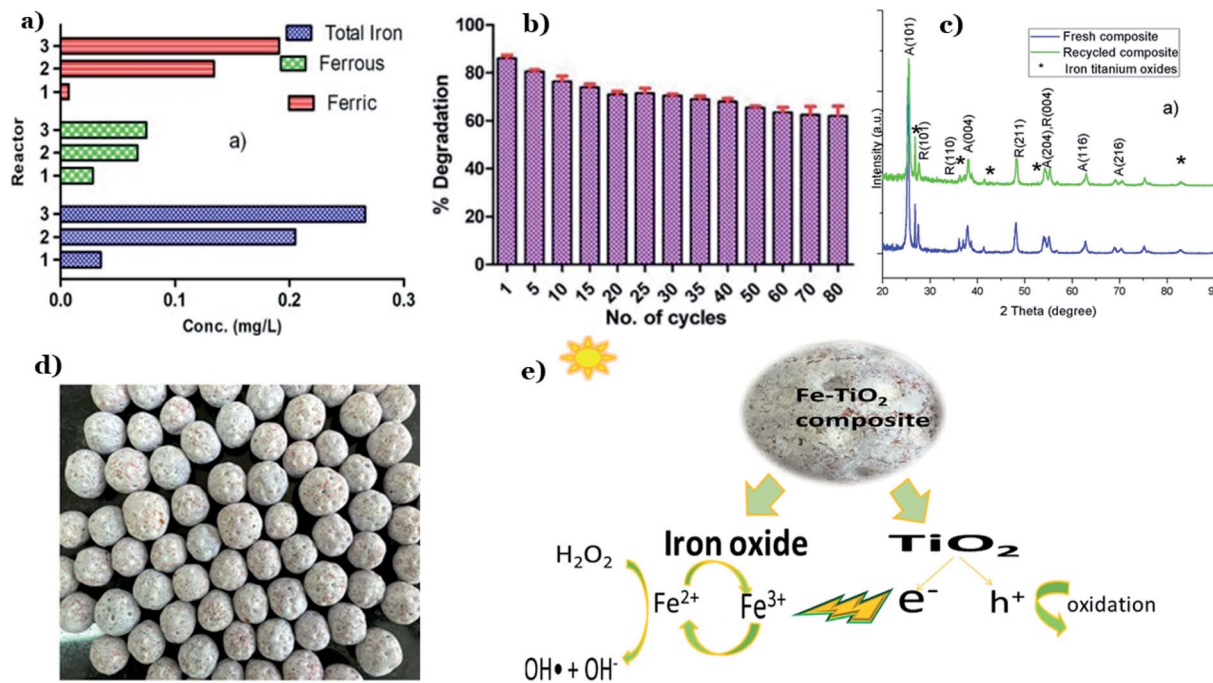 a)
3
2
1
3
2
1
3
2
1
Reactor
0.0
0.1
0.2
0.3
Conc. (mg/L)
Total Iron
Ferrous
Ferric
a)
b)
100
80
60
40
20
0
% Degradation
1
5
10
15
20
25
30
35
40
50
60
70
80
No. of cycles
c)
Intensity (a.u.)
Fresh composite
Recycled composite
* Iron titanium oxides
a)
A(101)
*
R(101)
R(110)
*
A(004)
*
R(211)
*
A(204),R(004)
A(116)
A(216)
*
20
30
40
50
60
70
80
90
2 Theta (degree)
d)
e)
Fe-TiO₂
composite
Iron oxide
TiO₂
H₂O₂
Fe²⁺
Fe³⁺
e⁻
h⁺
oxidation
OH• + OH⁻